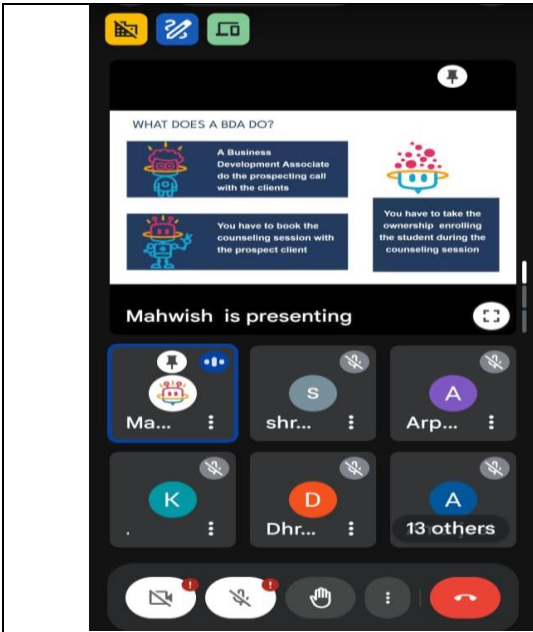 WHAT DOES A BDA DO?
A Business
Development Associate
do the prospecting call
with the clients
You have to book the
counseling session with
the prospect client
You have to take the
ownership enrolling
the student during the
counseling session
Mahwish is presenting
Ma...
s
shr...
A
Arp...
K
.
D
Dhr...
A
13 others